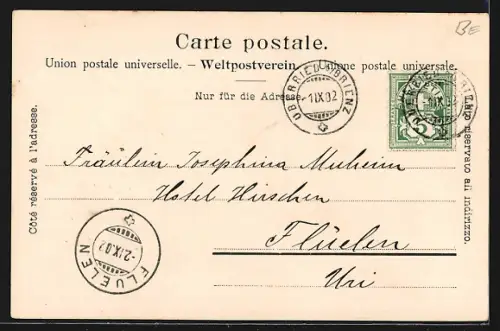 BE
Carte postale.
Union postale universelle. – Weltpostverein – Unione postale universale.
Nur für die Adresse.
OBERRIED a/BRIENZ
-1 IX 02
5
Côté réservé à l'adresse.
Lato riservato all' indirizzo.
Fräulein Josephina Muheim
Hotel Hirschen
Flüelen
Uri
FLUELEN
-2.IX.02